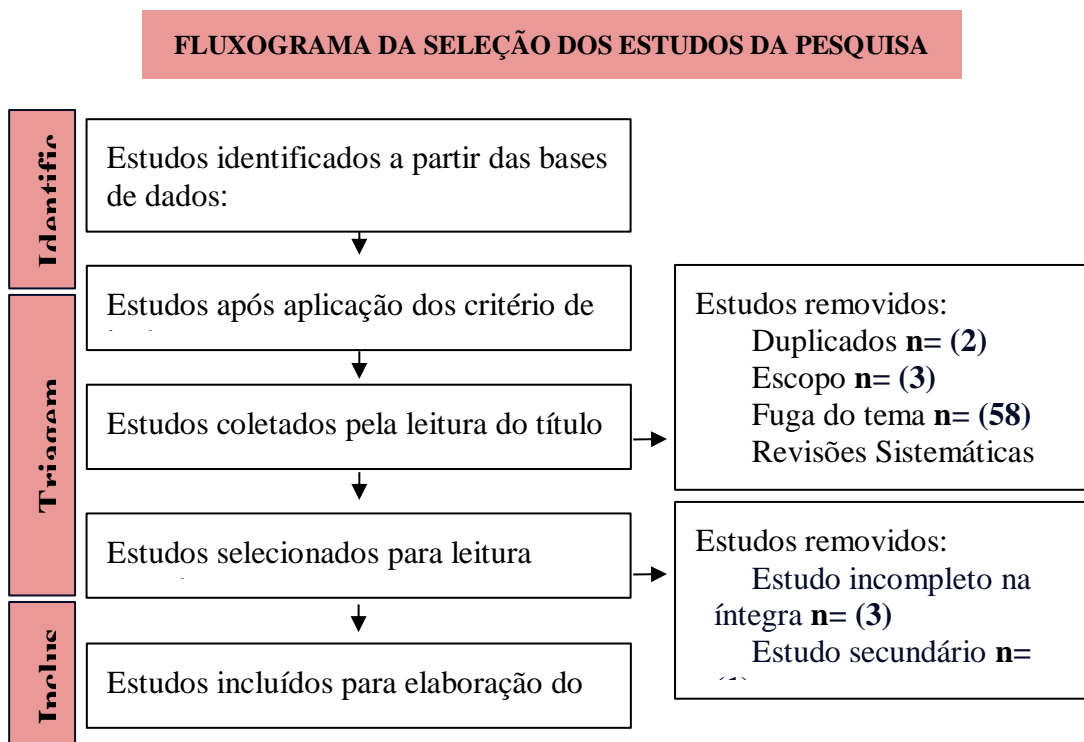 FLUXOGRAMA DA SELEÇÃO DOS ESTUDOS DA PESQUISA
Identific
Estudos identificados a partir das bases
de dados:
Triagem
Estudos após aplicação dos critério de
Estudos coletados pela leitura do título
Estudos removidos:
Duplicados n= (2)
Escopo n= (3)
Fuga do tema n= (58)
Revisões Sistemáticas
Estudos selecionados para leitura
Estudos removidos:
Estudo incompleto na
íntegra n= (3)
Estudo secundário n=
Inclus
Estudos incluídos para elaboração do